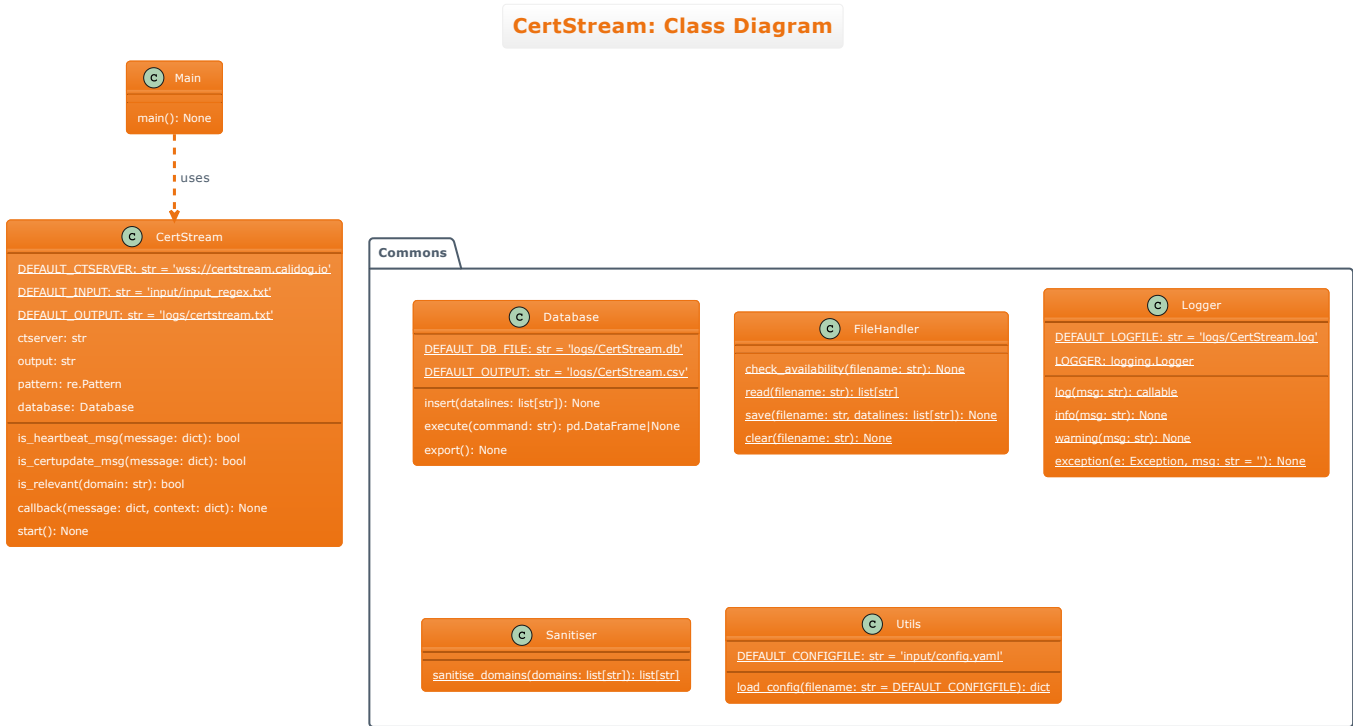 CertStream: Class Diagram
C Main
main(): None
uses
C CertStream
DEFAULT_CTSERVER: str = 'wss://certstream.calidog.io'
DEFAULT_INPUT: str = 'input/input_regex.txt'
DEFAULT_OUTPUT: str = 'logs/certstream.txt'
ctserver: str
output: str
pattern: re.Pattern
database: Database
is_heartbeat_msg(message: dict): bool
is_certupdate_msg(message: dict): bool
is_relevant(domain: str): bool
callback(message: dict, context: dict): None
start(): None
Commons
C Database
DEFAULT_DB_FILE: str = 'logs/CertStream.db'
DEFAULT_OUTPUT: str = 'logs/CertStream.csv'
insert(datalines: list[str]): None
execute(command: str): pd.DataFrame|None
export(): None
C FileHandler
check_availability(filename: str): None
read(filename: str): list[str]
save(filename: str, datalines: list[str]): None
clear(filename: str): None
C Logger
DEFAULT_LOGFILE: str = 'logs/CertStream.log'
LOGGER: logging.Logger
log(msg: str): callable
info(msg: str): None
warning(msg: str): None
exception(e: Exception, msg: str = ''): None
C Sanitiser
sanitise_domains(domains: list[str]): list[str]
C Utils
DEFAULT_CONFIGFILE: str = 'input/config.yaml'
load_config(filename: str = DEFAULT_CONFIGFILE): dict